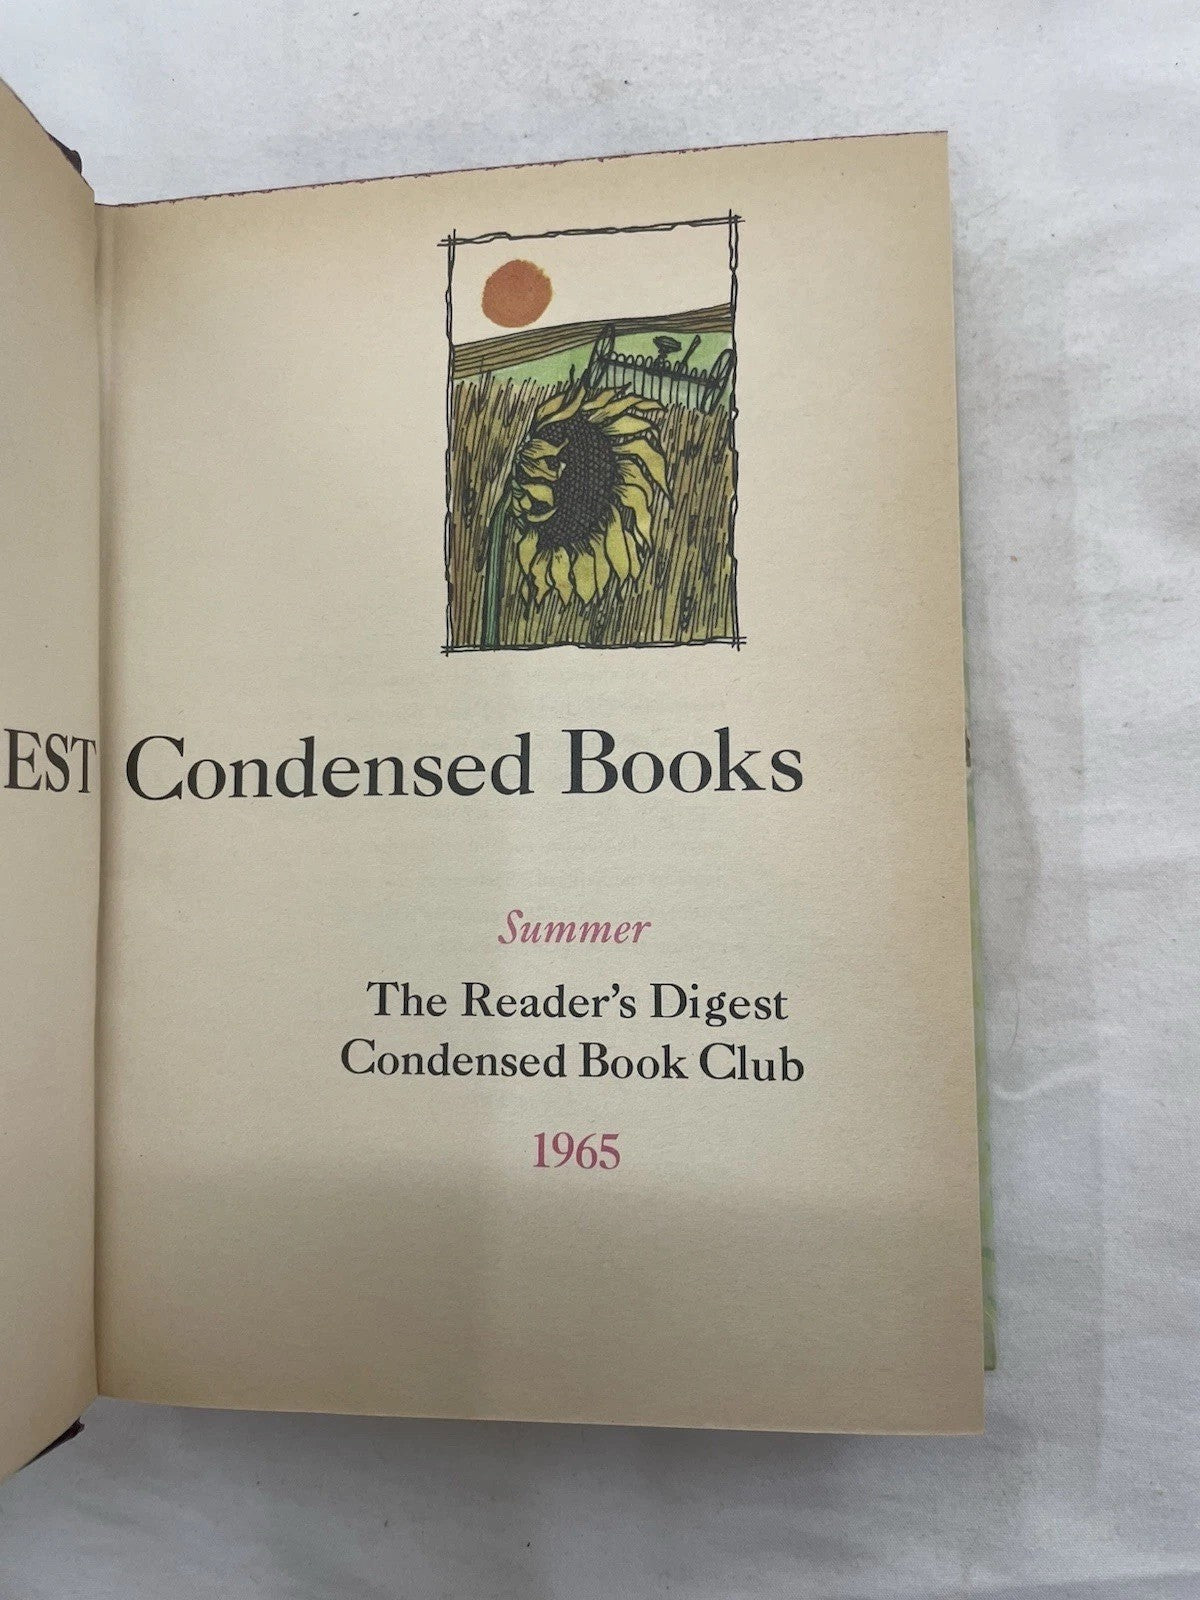 EST Condensed Books
Summer
The Reader's Digest
Condensed Book Club
1965